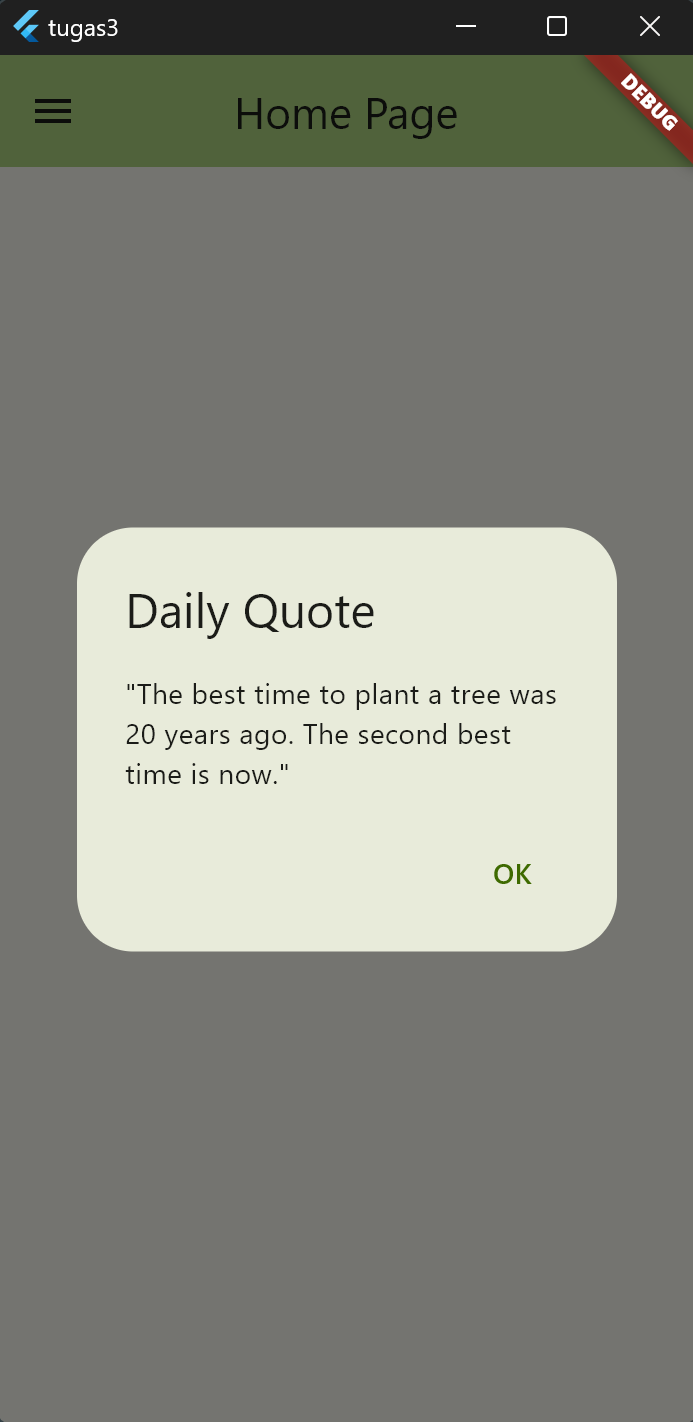 tugas3
Home Page
DEBUG
Daily Quote
"The best time to plant a tree was
20 years ago. The second best
time is now."
OK